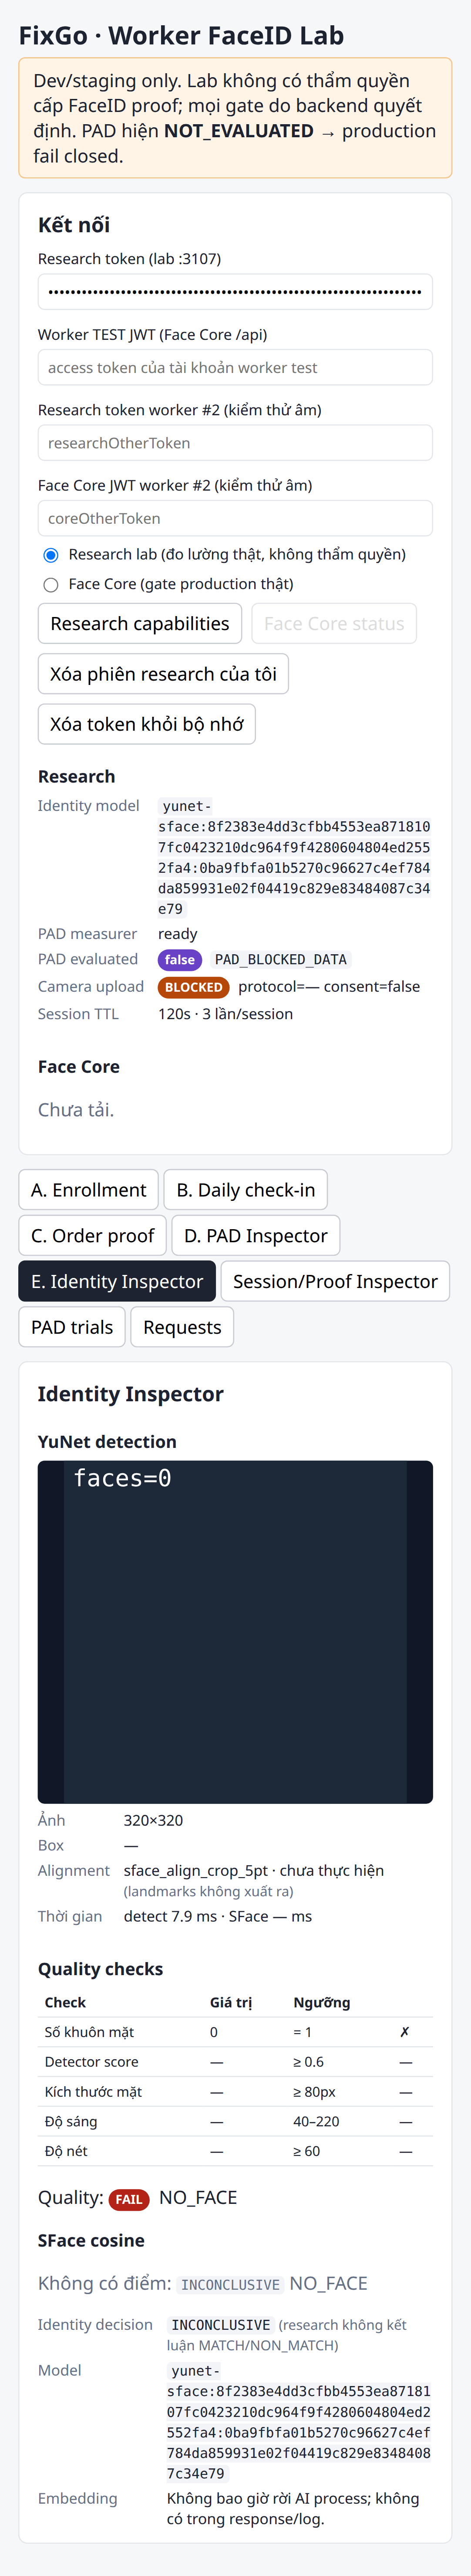 FixGo · Worker FaceID Lab
Dev/staging only. Lab không có thẩm quyền
cấp FaceID proof; mọi gate do backend quyết
định. PAD hiện NOT_EVALUATED → production
fail closed.
Kết nối
Research token (lab :3107)
Worker TEST JWT (Face Core /api)
access token của tài khoản worker test
Research token worker #2 (kiểm thử âm)
researchOtherToken
Face Core JWT worker #2 (kiểm thử âm)
coreOtherToken
Research lab (đo lường thật, không thẩm quyền)
Face Core (gate production thật)
Research capabilities Face Core status
Xóa phiên research của tôi
Xóa token khỏi bộ nhớ
Research
Identity model yunet-
sface:8f2383e4dd3cfbb4553ea871810
7fc0423210dc964f9f4280604804ed255
2fa4:0ba9fbfa01b5270c96627c4ef784
da859931e02f04419c829e83484087c34
e79
PAD measurer ready
PAD evaluated false PAD_BLOCKED_DATA
Camera upload BLOCKED protocol=— consent=false
Session TTL 120s · 3 lần/session
Face Core
Chưa tải.
A. Enrollment B. Daily check-in
C. Order proof D. PAD Inspector
E. Identity Inspector Session/Proof Inspector
PAD trials Requests
Identity Inspector
YuNet detection
faces=0
Ảnh 320×320
Box —
Alignment sface_align_crop_5pt · chưa thực hiện
(landmarks không xuất ra)
Thời gian detect 7.9 ms · SFace — ms
Quality checks
Check Giá trị Ngưỡng
Số khuôn mặt 0 = 1 ✗
Detector score — ≥ 0.6 —
Kích thước mặt — ≥ 80px —
Độ sáng — 40–220 —
Độ nét — ≥ 60 —
Quality: FAIL NO_FACE
SFace cosine
Không có điểm: INCONCLUSIVE NO_FACE
Identity decision INCONCLUSIVE (research không kết
luận MATCH/NON_MATCH)
Model yunet-
sface:8f2383e4dd3cfbb4553ea87181
07fc0423210dc964f9f4280604804ed2
552fa4:0ba9fbfa01b5270c96627c4ef
784da859931e02f04419c829e8348408
7c34e79
Embedding Không bao giờ rời AI process; không
có trong response/log.